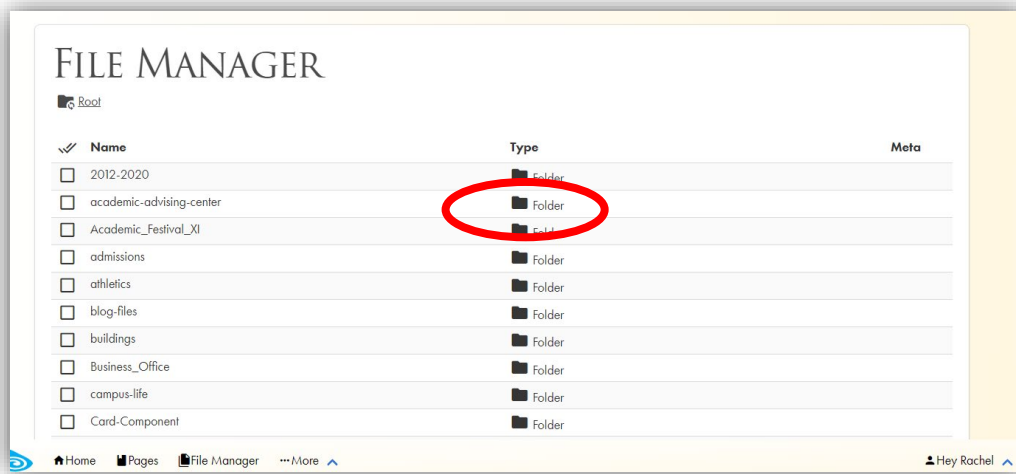 FILE MANAGER
Root
Name Type Meta
2012-2020 Folder
academic-advising-center Folder
Academic_Festival_XI Folder
admissions Folder
athletics Folder
blog-files Folder
buildings Folder
Business_Office Folder
campus-life Folder
Card-Component Folder
Home Pages File Manager ··· More Hey Rachel